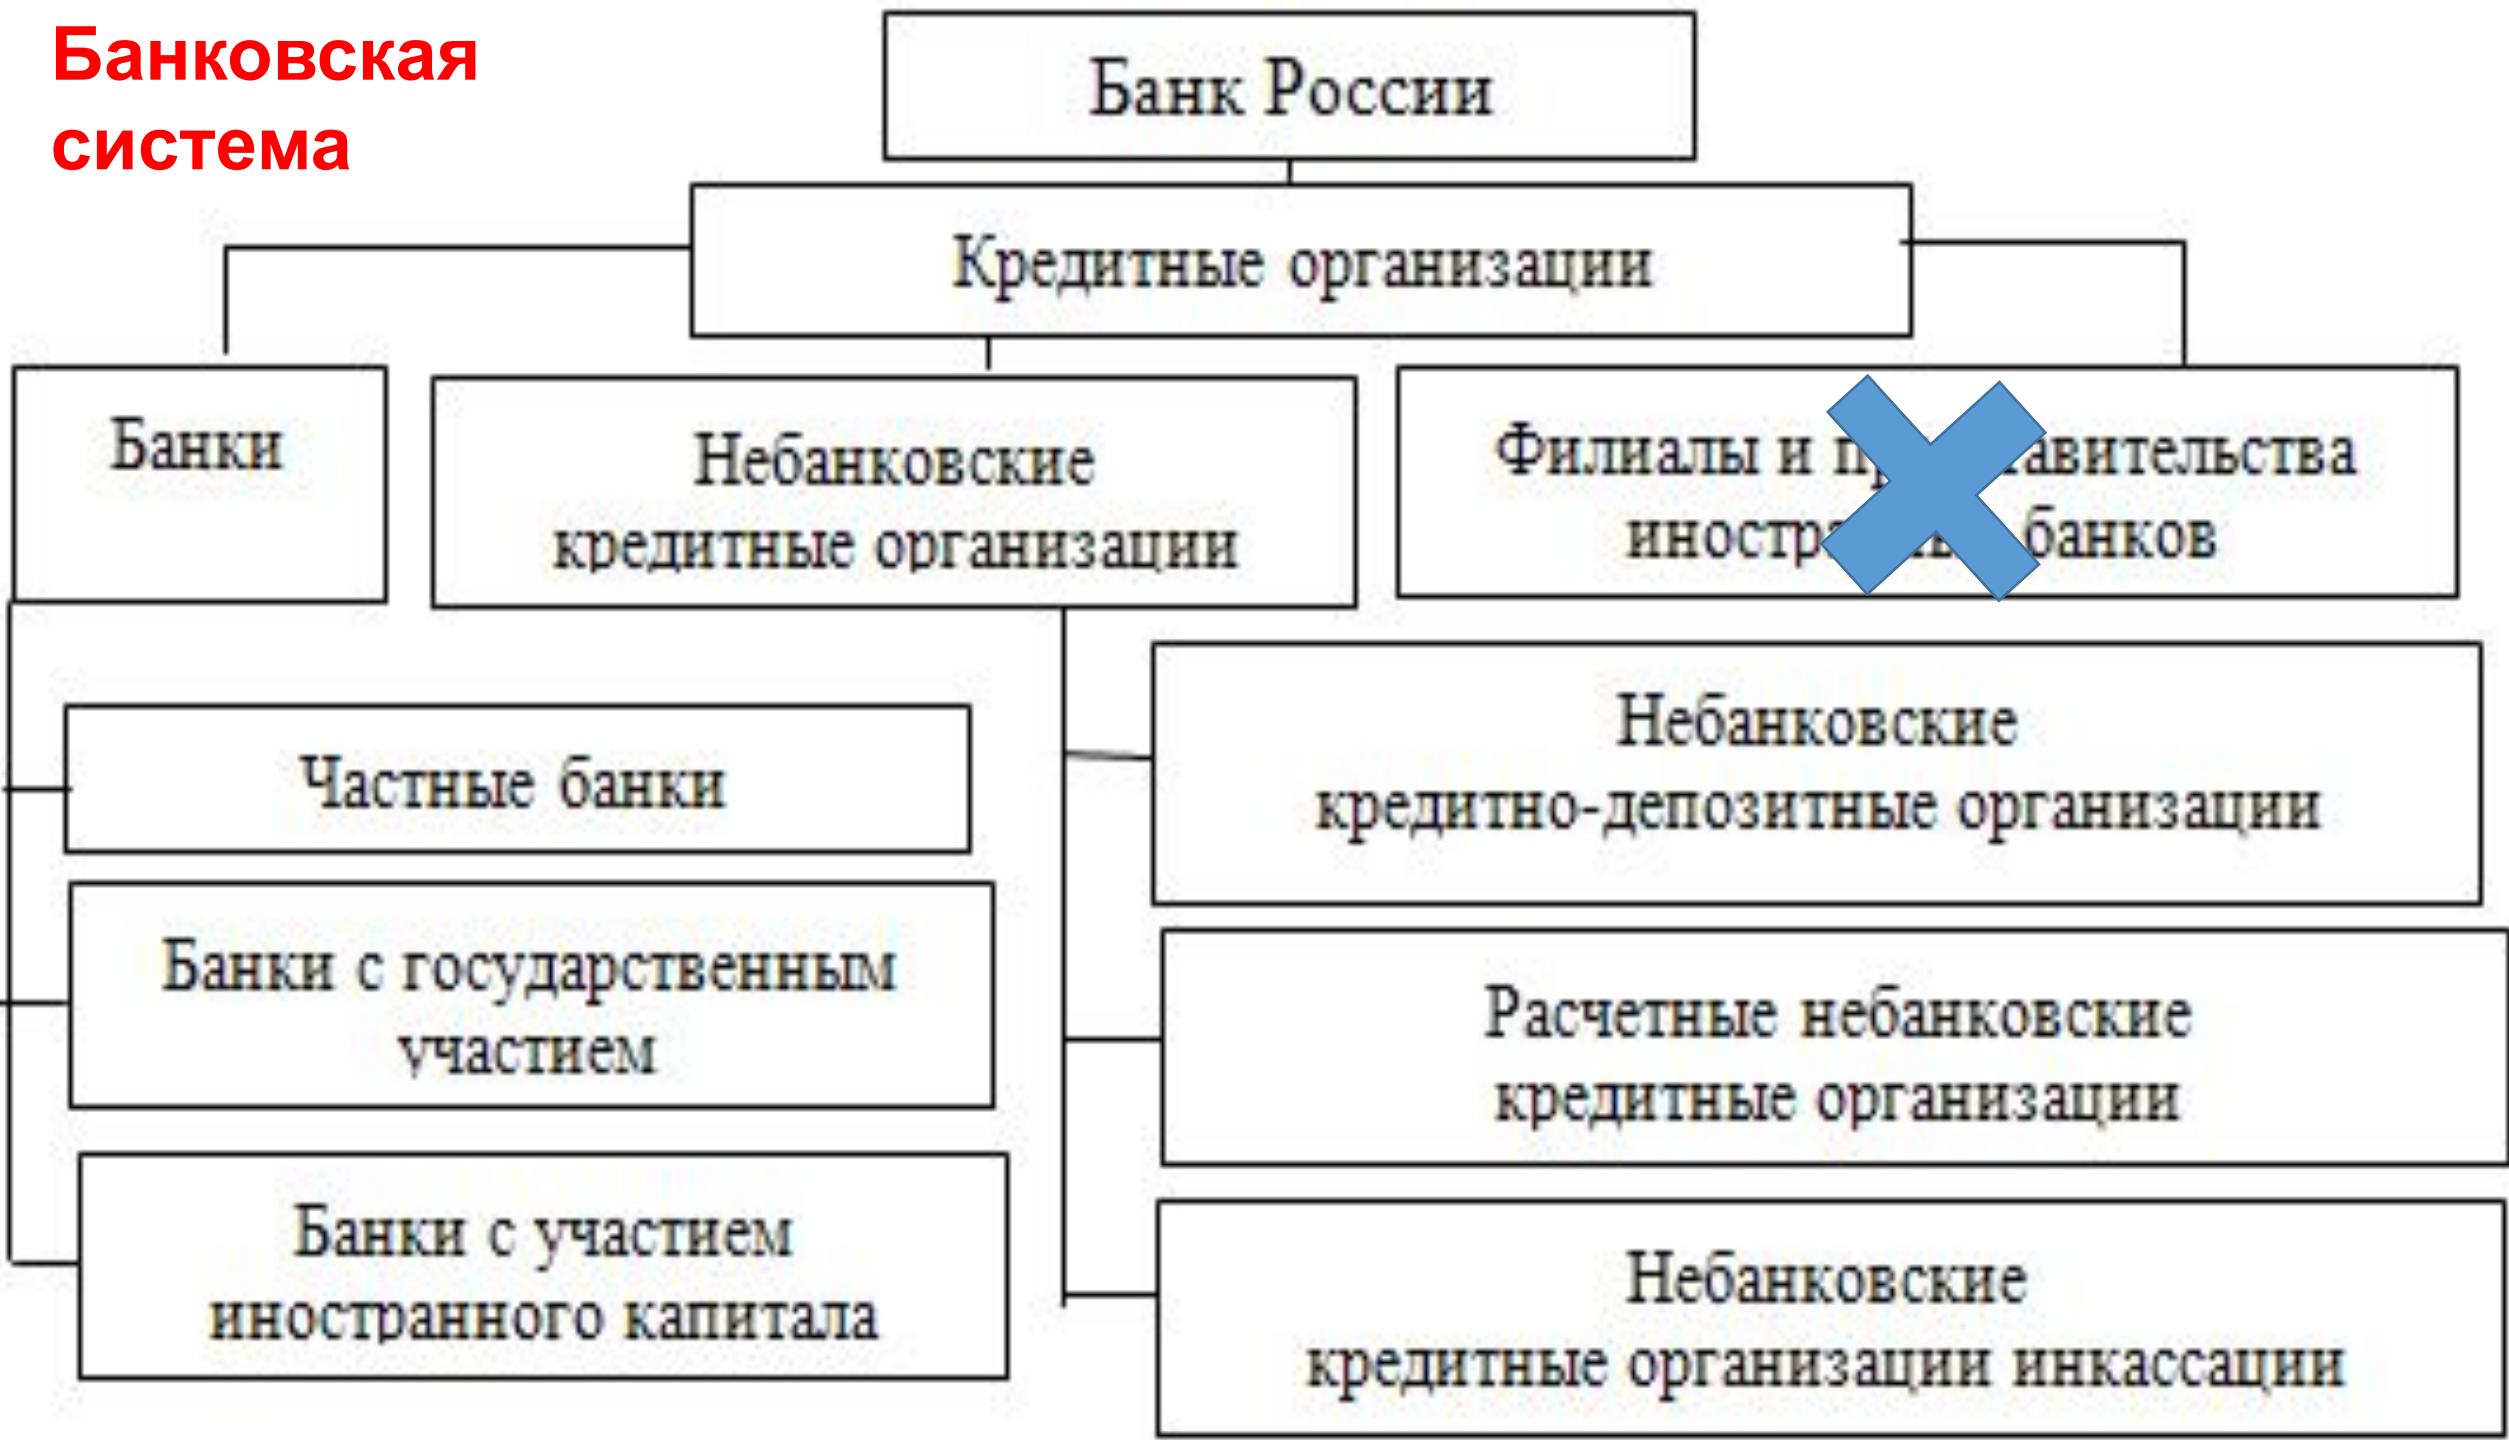 Банковская
система
Банк России
Кредитные организации
Банки
Небанковские
кредитные организации
Филиалы и
банков
Частные банки
Банки с государственным
участием
Банки с участием
иностранного капитала
Небанковские
кредитно-депозитные организации
Расчетные небанковские
кредитные организации
Небанковские
кредитные организации инкассации